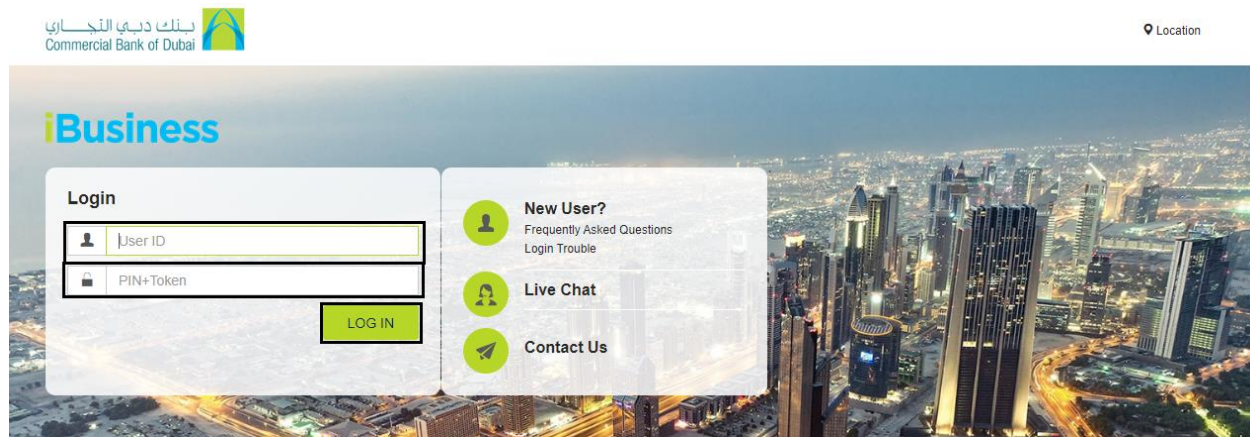 بنك دبي التجاري
Commercial Bank of Dubai
Location
iBusiness
Login
User ID
PIN+Token
LOG IN
New User?
Frequently Asked Questions
Login Trouble
Live Chat
Contact Us